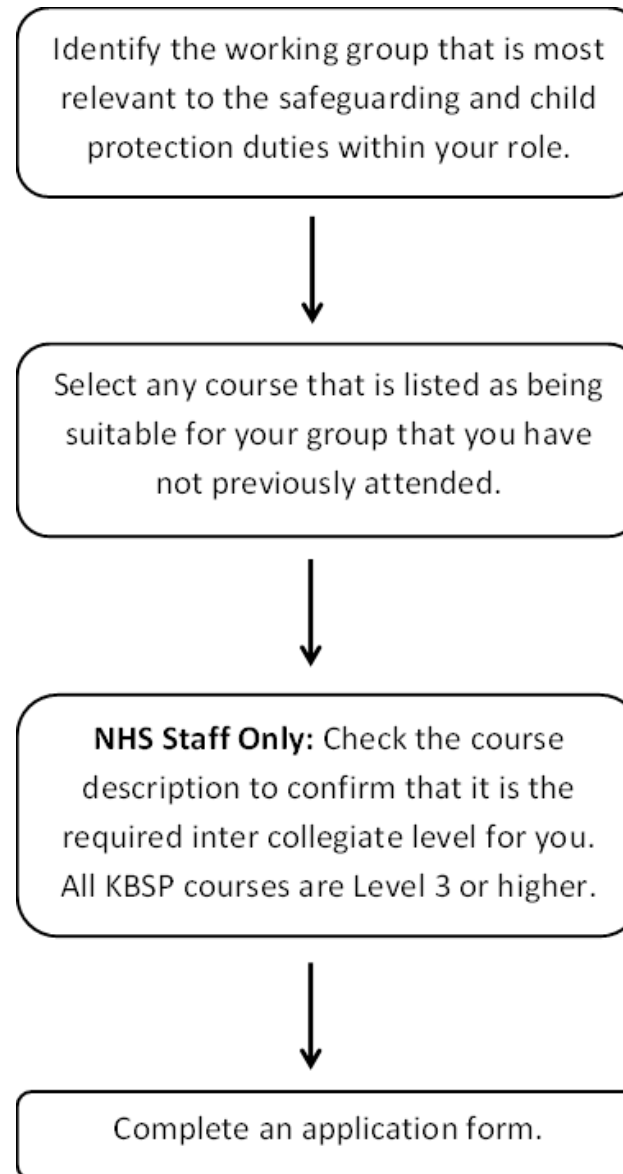 Identify the working group that is most
relevant to the safeguarding and child
protection duties within your role.
Select any course that is listed as being
suitable for your group that you have
not previously attended.
NHS Staff Only: Check the course
description to confirm that it is the
required inter collegiate level for you.
All KBSP courses are Level 3 or higher.
Complete an application form.